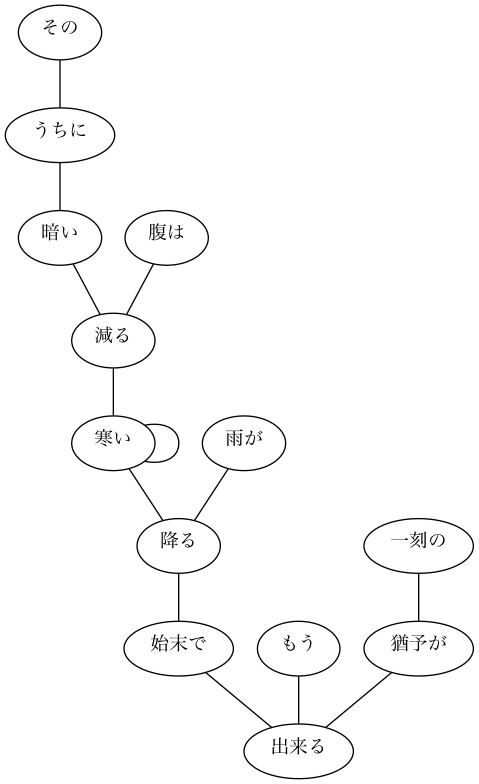 その
うちに
暗い
腹は
減る
寒い
雨が
降る
一刻の
始末で
もう
猶予が
出来る